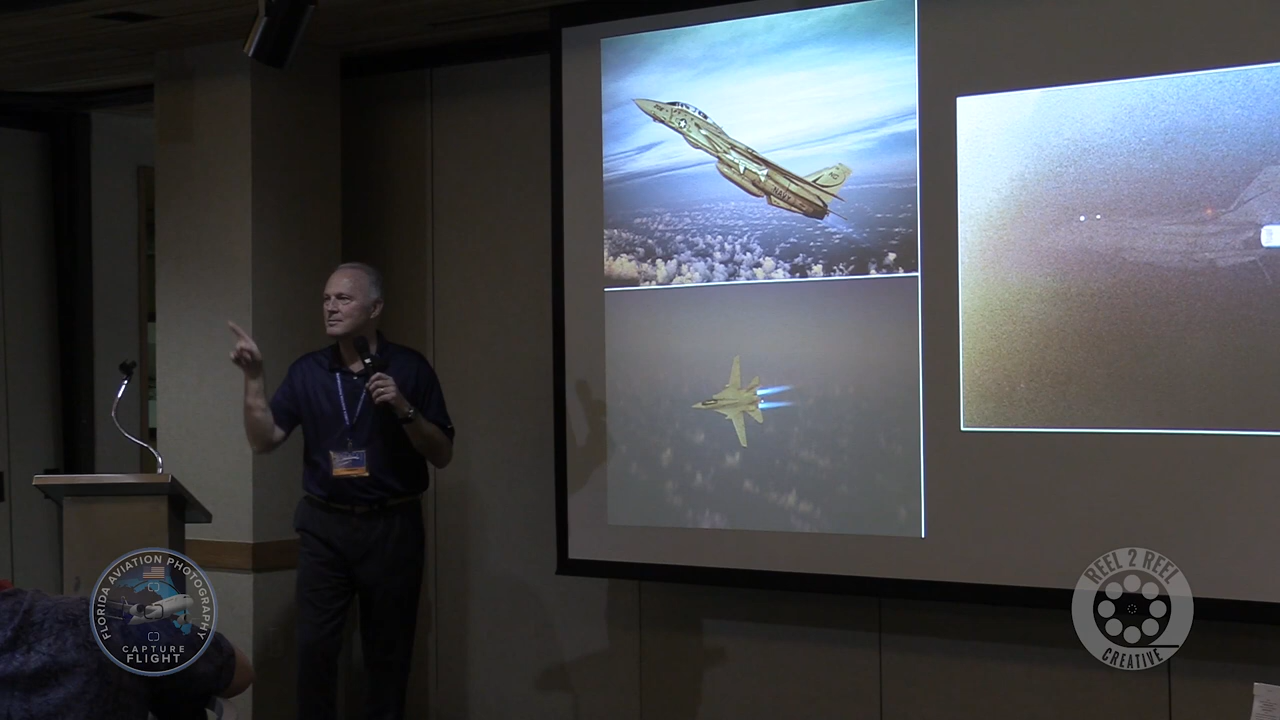 NAVY
FLORIDA AVIATION PHOTOGRAPHY
CAPTURE
FLIGHT
REEL 2 REEL
CREATIVE